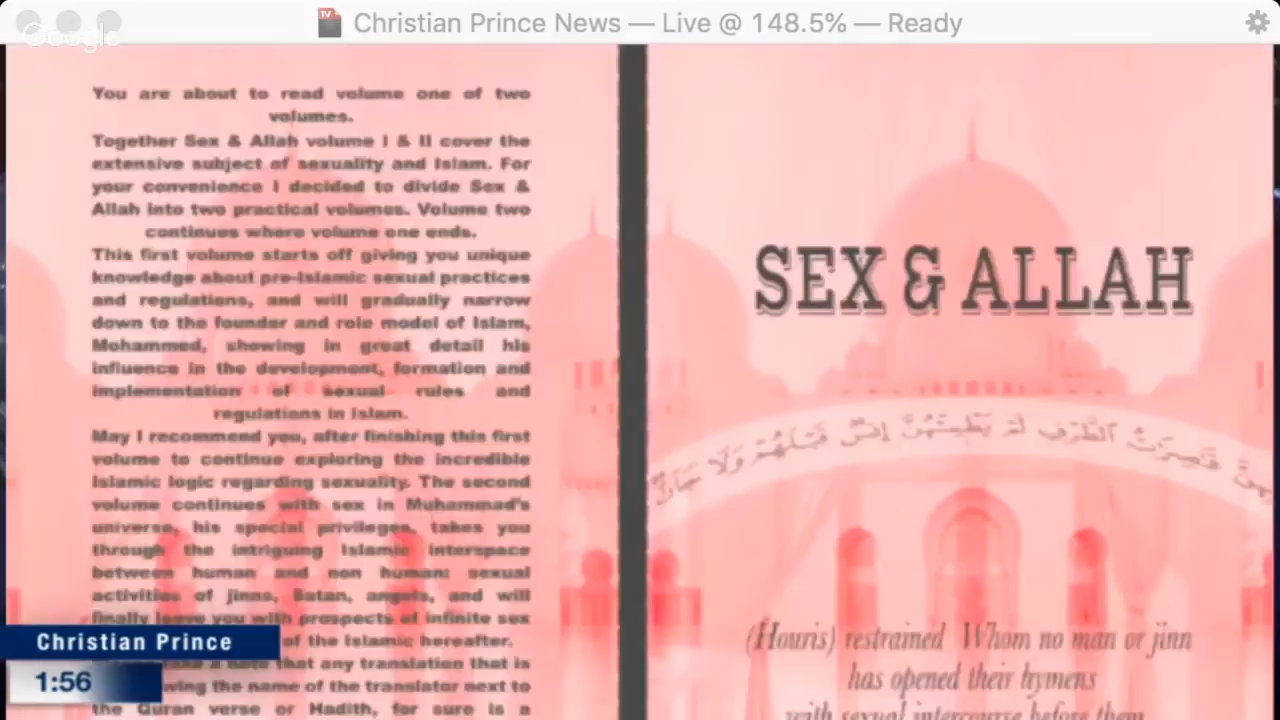 Christian Prince News — Live @ 148.5% — Ready
Google
You are about to read volume one of two
volumes.
Together Sex & Allah volume I & II cover the
extensive subject of sexuality and Islam. For
your convenience I decided to divide Sex &
Allah into two practical volumes. Volume two
continues where volume one ends.
This first volume starts off giving you unique
knowledge about pre-Islamic sexual practices
and regulations, and will gradually narrow
down to the founder and role model of Islam,
Mohammed, showing in great detail his
influence in the development, formation and
implementation of sexual rules and
regulations in Islam.
May I recommend you, after finishing this first
volume to continue exploring the incredible
Islamic logic regarding sexuality. The second
volume continues with sex in Muhammad's
universe, his special privileges, takes you
through the intriguing Islamic interspace
between human and non human: sexual
activities of jinns, Satan, angels, and will
finally leave you with prospects of infinite sex
of the Islamic hereafter.
take a note that any translation that is
the name of the translator next to
the Quran verse or Hadith, for sure is a
SEX & ALLAH
قَٰصِرَٰتُ ٱلطَّرْفِ لَمْ يَطْمِثْهُنَّ إِنسٌ قَبْلَهُمْ وَلَا جَآنٌّ
(Houris) restrained Whom no man or jinn
has opened their hymens
with sexual intercourse before them
Christian Prince
1:56